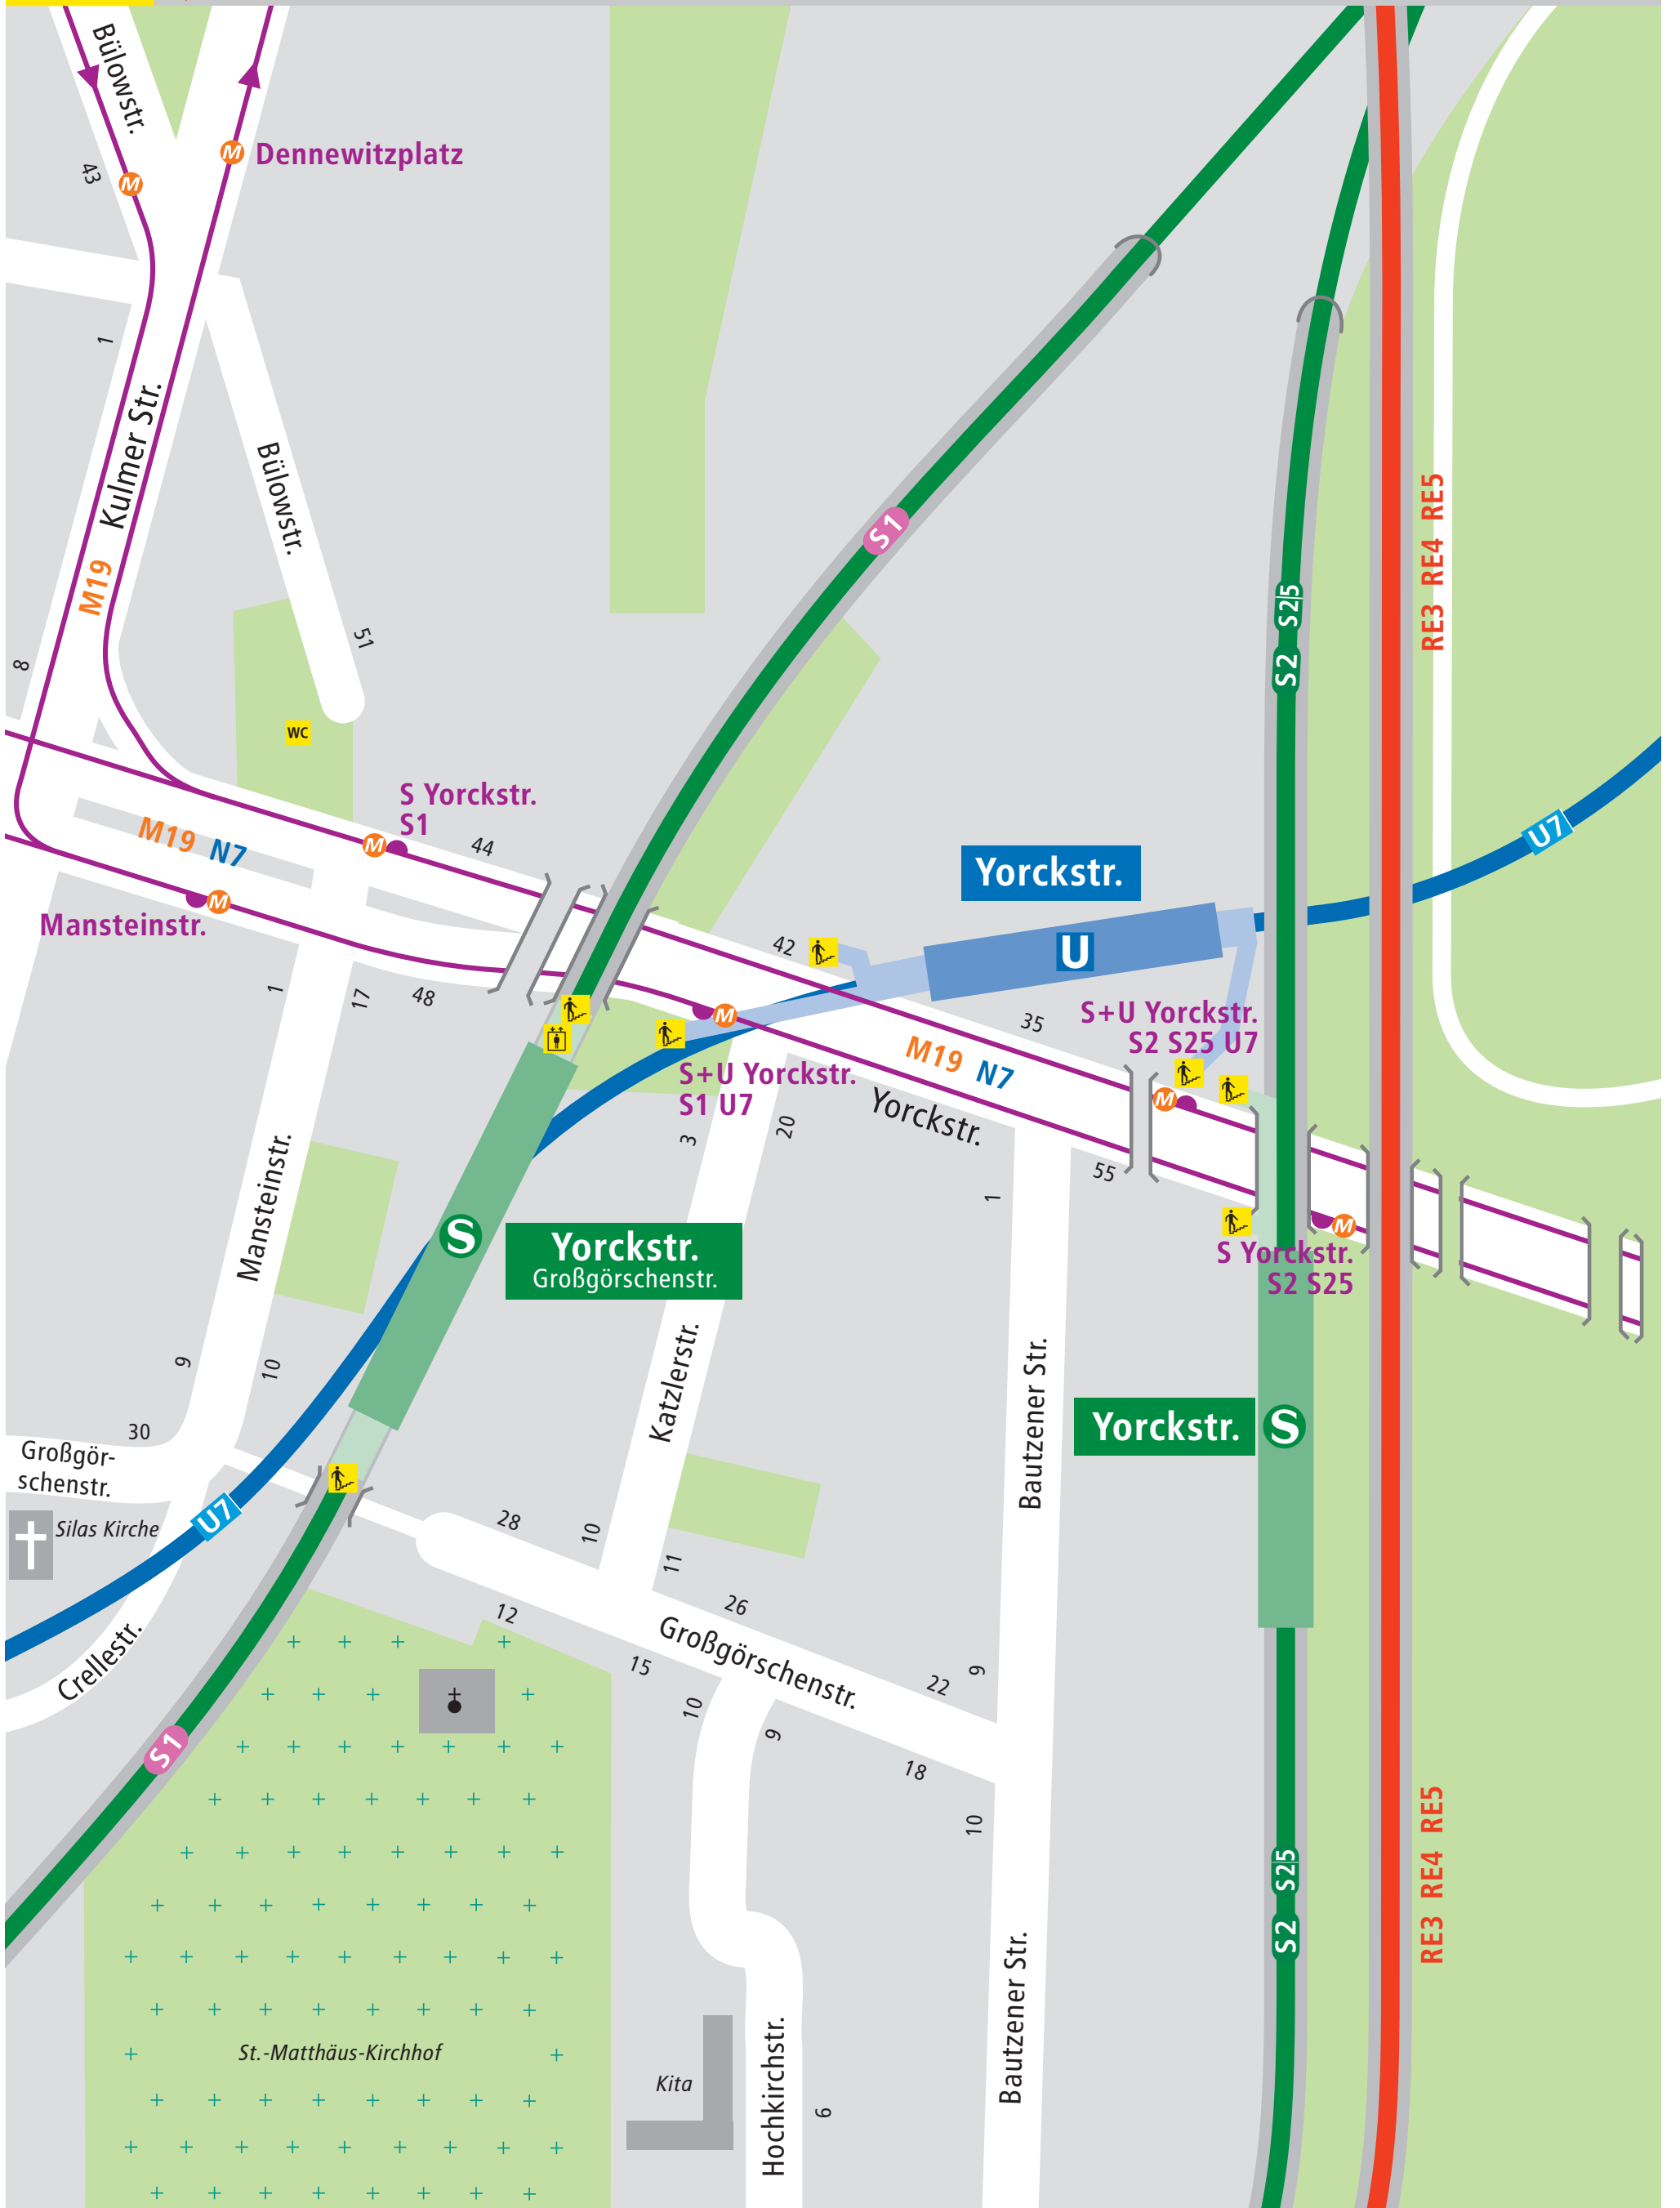 Bülowstr.
43
M
M
Dennewitzplatz
1
Kulmer Str.
M19
Bülowstr.
51
8
WC
S1
S25
S2
RE3 RE4 RE5
U7
S Yorckstr.
S1
M
44
M19 N7
M
Mansteinstr.
Yorckstr.
U
42
1
17
48
M
35
S+U Yorckstr.
S2 S25 U7
M19 N7
S+U Yorckstr.
S1 U7
M
Yorckstr.
3
20
55
1
M
S Yorckstr.
S2 S25
Mansteinstr.
S
Yorckstr.
Großgörschenstr.
9
10
Katzlerstr.
Bautzener Str.
Yorckstr.
S
30
Großgör-
schenstr.
Silas Kirche
U7
28
10
11
26
12
Großgörschenstr.
15
22
9
Crellestr.
10
9
18
S1
10
S25
S2
RE3 RE4 RE5
Bautzener Str.
St.-Matthäus-Kirchhof
Kita
Hochkirchstr.
6